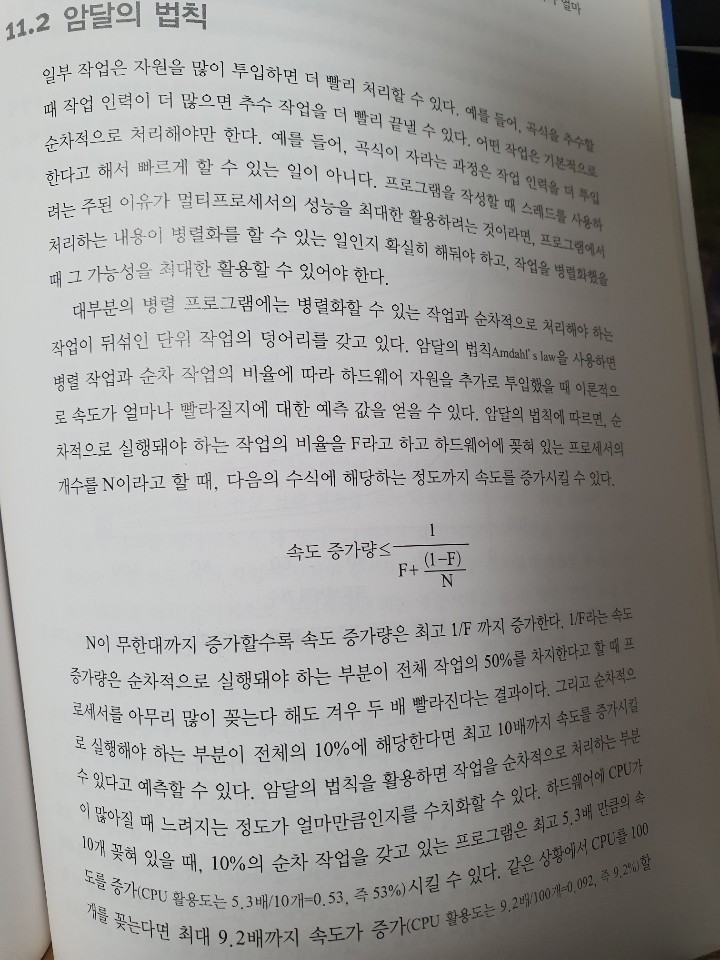 얼마
11.2 암달의 법칙
일부 작업은 자원을 많이 투입하면 더 빨리 처리할 수 있다. 예를 들어, 곡식을 추수할
때 작업 인력이 더 많으면 추수 작업을 더 빨리 끝낼 수 있다. 어떤 작업은 기본적으로
순차적으로 처리해야만 한다. 예를 들어, 곡식이 자라는 과정은 작업 인력을 더 투입
한다고 해서 빠르게 할 수 있는 일이 아니다. 프로그램을 작성할 때 스레드를 사용하
려는 주된 이유가 멀티프로세서의 성능을 최대한 활용하려는 것이라면, 프로그램에서
처리하는 내용이 병렬화를 할 수 있는 일인지 확실히 해둬야 하고, 작업을 병렬화했을
때 그 가능성을 최대한 활용할 수 있어야 한다.
대부분의 병렬 프로그램에는 병렬화할 수 있는 작업과 순차적으로 처리해야 하는
작업이 뒤섞인 단위 작업의 덩어리를 갖고 있다. 암달의 법칙Amdahl's law을 사용하면
병렬 작업과 순차 작업의 비율에 따라 하드웨어 자원을 추가로 투입했을 때 이론적으
로 속도가 얼마나 빨라질지에 대한 예측 값을 얻을 수 있다. 암달의 법칙에 따르면, 순
차적으로 실행돼야 하는 작업의 비율을 F라고 하고 하드웨어에 꽂혀 있는 프로세서의
개수를 N이라고 할 때, 다음의 수식에 해당하는 정도까지 속도를 증가시킬 수 있다.
속도 증가량≤ 1
F+ (1-F)
N
N이 무한대까지 증가할수록 속도 증가량은 최고 1/F 까지 증가한다. 1/F라는 속도
증가량은 순차적으로 실행돼야 하는 부분이 전체 작업의 50%를 차지한다고 할 때 프
로세서를 아무리 많이 꽂는다 해도 겨우 두 배 빨라진다는 결과이다. 그리고 순차적으
로 실행해야 하는 부분이 전체의 10%에 해당한다면 최고 10배까지 속도를 증가시킬
수 있다고 예측할 수 있다. 암달의 법칙을 활용하면 작업을 순차적으로 처리하는 부분
이 많아질 때 느려지는 정도가 얼마만큼인지를 수치화할 수 있다. 하드웨어에 CPU가
10개 꽂혀 있을 때, 10%의 순차 작업을 갖고 있는 프로그램은 최고 5.3배 만큼의 속
도를 증가(CPU 활용도는 5.3배/10개=0.53, 즉 53%)시킬 수 있다. 같은 상황에서 CPU를 100
개를 꽂는다면 최대 9.2배까지 속도가 증가(CPU 활용도는 9.2배/100개=0.092, 즉 9.2%)할